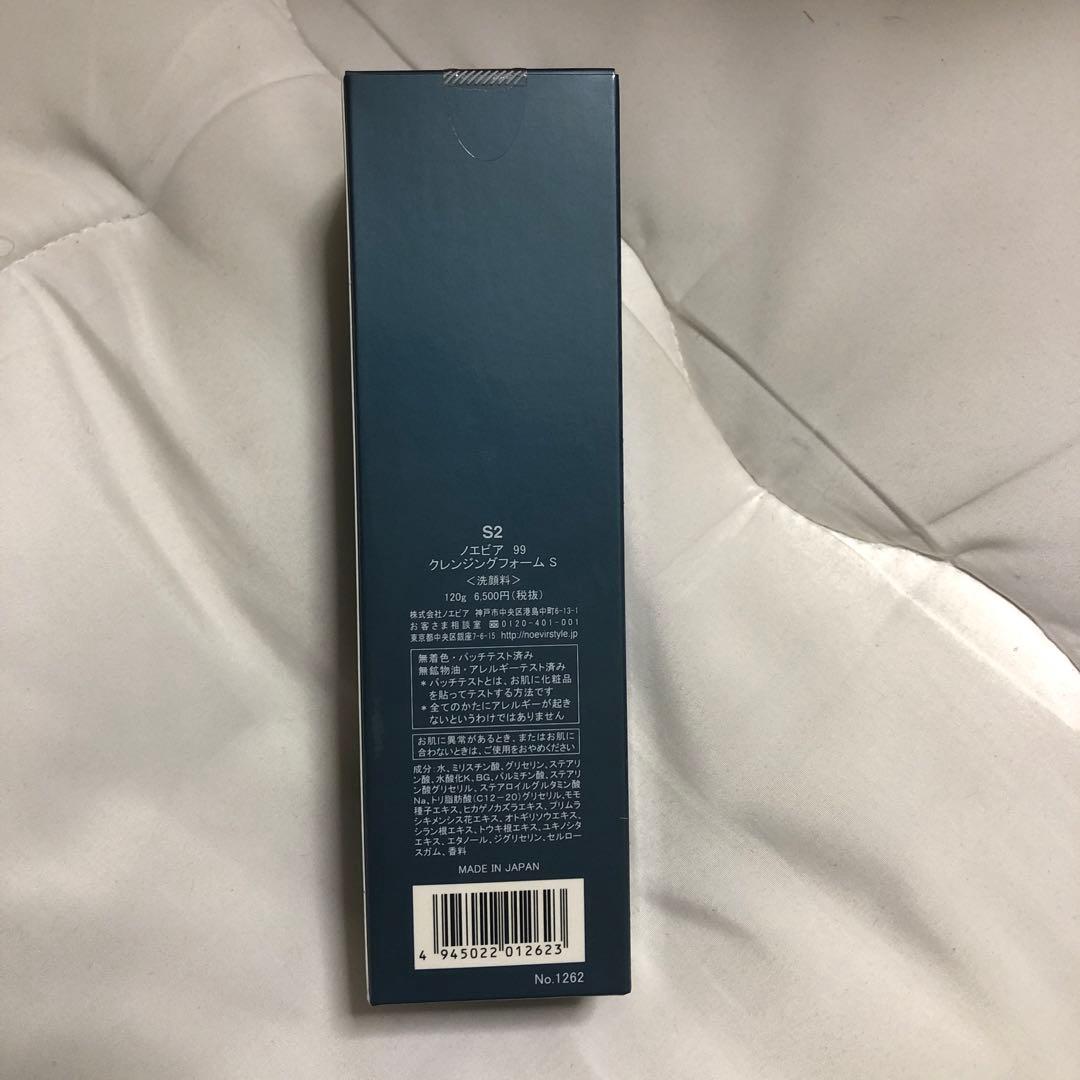 S2
ノエビア 99
クレンジングフォーム S
<洗顔料>
120g 6,500円(税抜)
株式会社ノエビア 神戸市中央区港島中町6-13-1
お客さま相談室 0120-401-001
東京都中央区銀座7-6-15 http://noevirstyle.jp
無着色・パッチテスト済み
無鉱物油・アレルギーテスト済み
*パッチテストとは、お肌に化粧品
を貼ってテストする方法です
*全てのかたにアレルギーが起き
ないというわけではありません
お肌に異常があるとき、またはお肌に
合わないときは、ご使用をおやめください
成分:水、ミリスチン酸、グリセリン、ステアリ
ン酸、水酸化K、BG、パルミチン酸、ステアリ
ン酸グリセリル、ステアロイルグルタミン酸
Na、トリ脂肪酸(C12-20)グリセリル、モモ
種子エキス、ヒカゲノカズラエキス、プリムラ
シキメンシス花エキス、オトギリソウエキス、
シラン根エキス、トウキ根エキス、ユキノシタ
エキス、エタノール、ジグリセリン、セルロー
スガム、香料
MADE IN JAPAN
4 945022 012623
No.1262